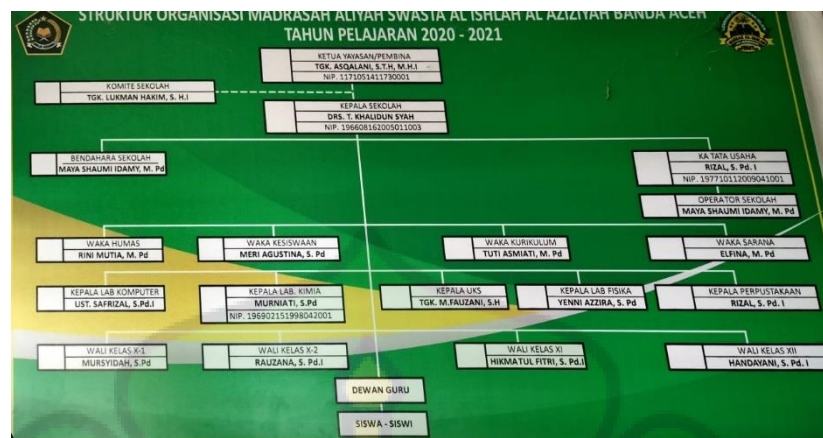 STRUKTUR ORGANISASI MADRASAH ALIYAH SWASTA AL ISHLAH AL AZIZIYAH BANDA ACEH
TAHUN PELAJARAN 2020 - 2021
KETUA YAYASAN/PEMBINA
TGK. ASQALANI, S.T.H, M.H.I
NIP. 1171051411730001
KOMITE SEKOLAH
TGK. LUKMAN HAKIM, S. H.I
KEPALA SEKOLAH
DRS. T. KHALIDUN SYAH
NIP. 196608162005011003
BENDAHARA SEKOLAH
MAYA SHAUMI IDAMY, M. Pd
KA TATA USAHA
RIZAL, S. Pd. I
NIP. 197710112009041001
OPERATOR SEKOLAH
MAYA SHAUMI IDAMY, M. Pd
WAKA HUMAS
RINI MUTIA, M. Pd
WAKA KESISWAAN
MERI AGUSTINA, S. Pd
WAKA KURIKULUM
TUTI ASMIATI, M. Pd
WAKA SARANA
ELFINA, M. Pd
KEPALA LAB KOMPUTER
UST. SAFRIZAL, S.Pd.I
KEPALA LAB. KIMIA
MURNIATI, S.Pd
NIP. 196902151998042001
KEPALA UKS
TGK. M.FAUZANI, S.H
KEPALA LAB FISIKA
YENNI AZZIRA, S. Pd
KEPALA PERPUSTAKAAN
RIZAL, S. Pd. I
WALI KELAS X-1
MURSYIDAH, S.Pd
WALI KELAS X-2
RAUZANA, S. Pd.I
WALI KELAS XI
HIKMATUL FITRI, S. Pd.I
WALI KELAS XII
HANDAYANI, S. Pd. I
DEWAN GURU
SISWA - SISWI